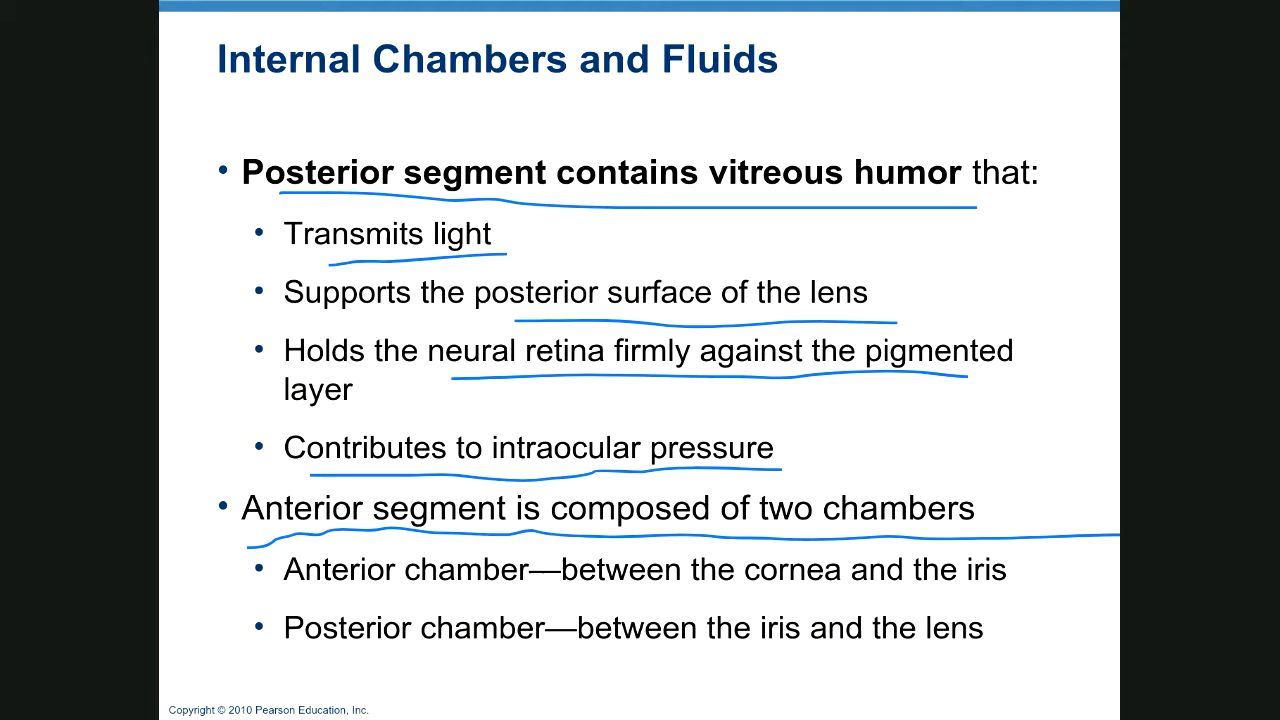 Internal Chambers and Fluids
• Posterior segment contains vitreous humor that:
• Transmits light
• Supports the posterior surface of the lens
• Holds the neural retina firmly against the pigmented
layer
• Contributes to intraocular pressure
• Anterior segment is composed of two chambers
• Anterior chamber—between the cornea and the iris
• Posterior chamber—between the iris and the lens
Copyright © 2010 Pearson Education, Inc.